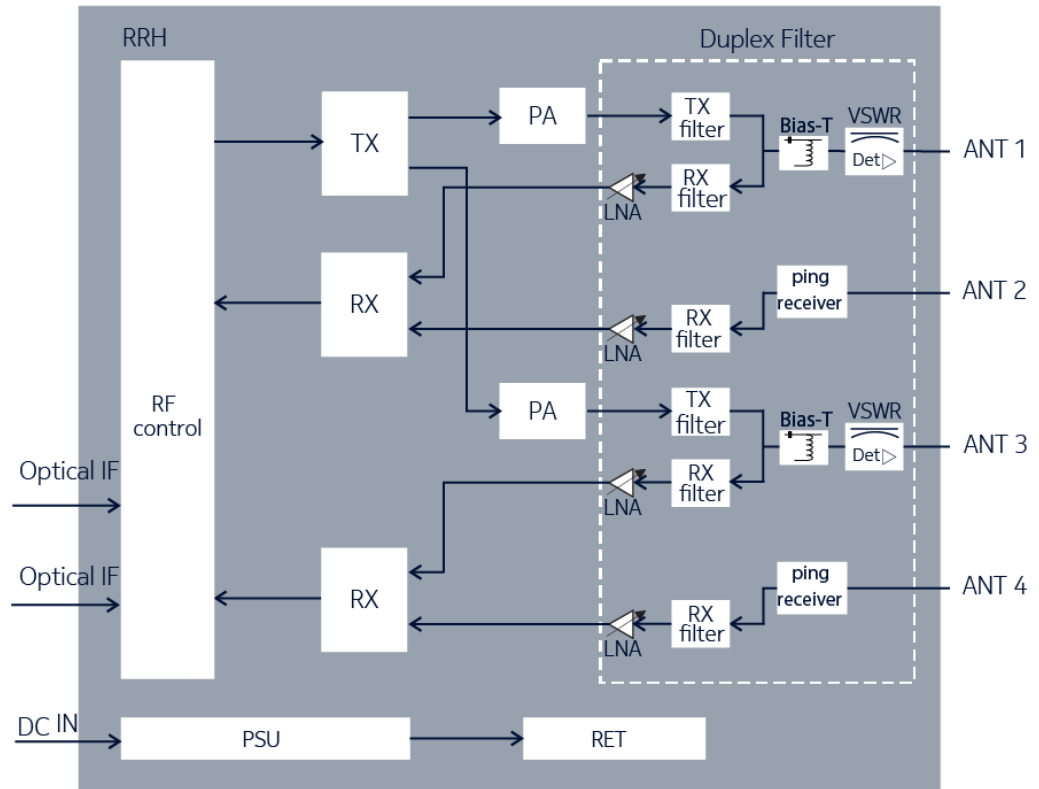 RRH
Duplex Filter
TX
PA
TX
filter
Bias-T
VSWR
Det
ANT 1
RX
filter
LNA
RX
ping
receiver
ANT 2
RX
filter
LNA
RF
control
PA
TX
filter
Bias-T
VSWR
Det
ANT 3
Optical IF
RX
filter
LNA
Optical IF
RX
ping
receiver
ANT 4
RX
filter
LNA
DC IN
PSU
RET